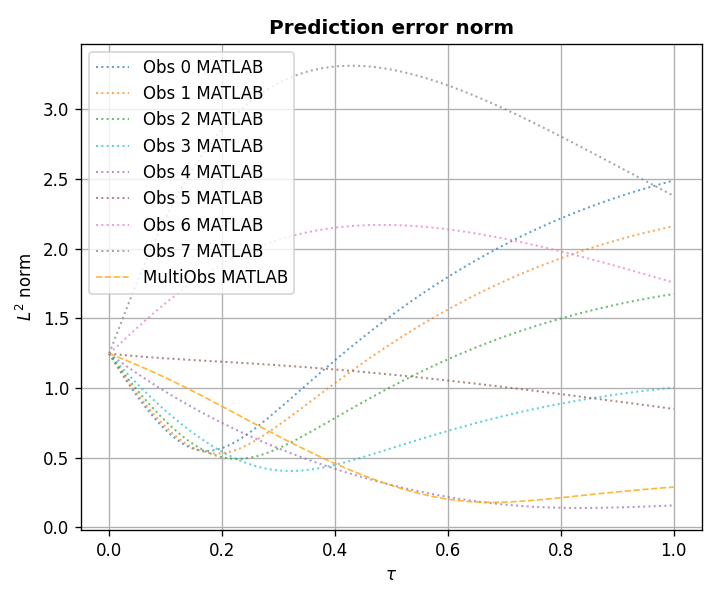 Prediction error norm
Obs 0 MATLAB
Obs 1 MATLAB
Obs 2 MATLAB
Obs 3 MATLAB
Obs 4 MATLAB
Obs 5 MATLAB
Obs 6 MATLAB
Obs 7 MATLAB
MultiObs MATLAB
3.0
2.5
2.0
1.5
1.0
0.5
0.0
L² norm
0.0 0.2 0.4 0.6 0.8 1.0
τ